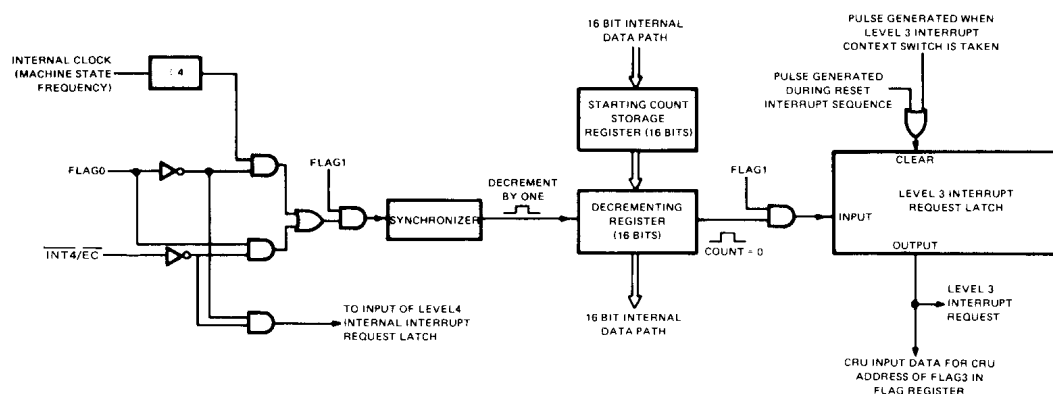 INTERNAL CLOCK
(MACHINE STATE
FREQUENCY)
4
FLAG0
INT4/EC
FLAG1
SYNCHRONIZER
TO INPUT OF LEVEL4
INTERNAL INTERRUPT
REQUEST LATCH
DECREMENT
BY ONE
16 BIT INTERNAL
DATA PATH
STARTING COUNT
STORAGE
REGISTER (16 BITS)
DECREMENTING
REGISTER
(16 BITS)
16 BIT INTERNAL
DATA PATH
FLAG1
COUNT = 0
PULSE GENERATED WHEN
LEVEL 3 INTERRUPT
CONTEXT SWITCH IS TAKEN
PULSE GENERATED
DURING RESET
INTERRUPT SEQUENCE
CLEAR
LEVEL 3 INTERRUPT
REQUEST LATCH
INPUT
OUTPUT
LEVEL 3
INTERRUPT
REQUEST
CRU INPUT DATA FOR CRU
ADDRESS OF FLAG3 IN
FLAG REGISTER